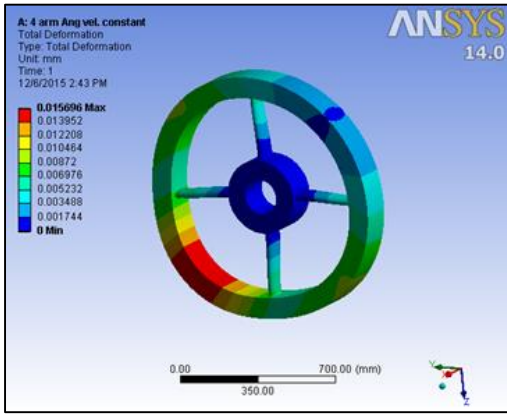 A: 4 arm Ang vel. constant
Total Deformation
Type: Total Deformation
Unit: mm
Time: 1
12/6/2015 2:43 PM
ANSYS
14.0
0.015696 Max
0.013952
0.012208
0.010464
0.00872
0.006976
0.005232
0.003488
0.001744
0 Min
0.00
700.00 (mm)
350.00
Y
X
Z